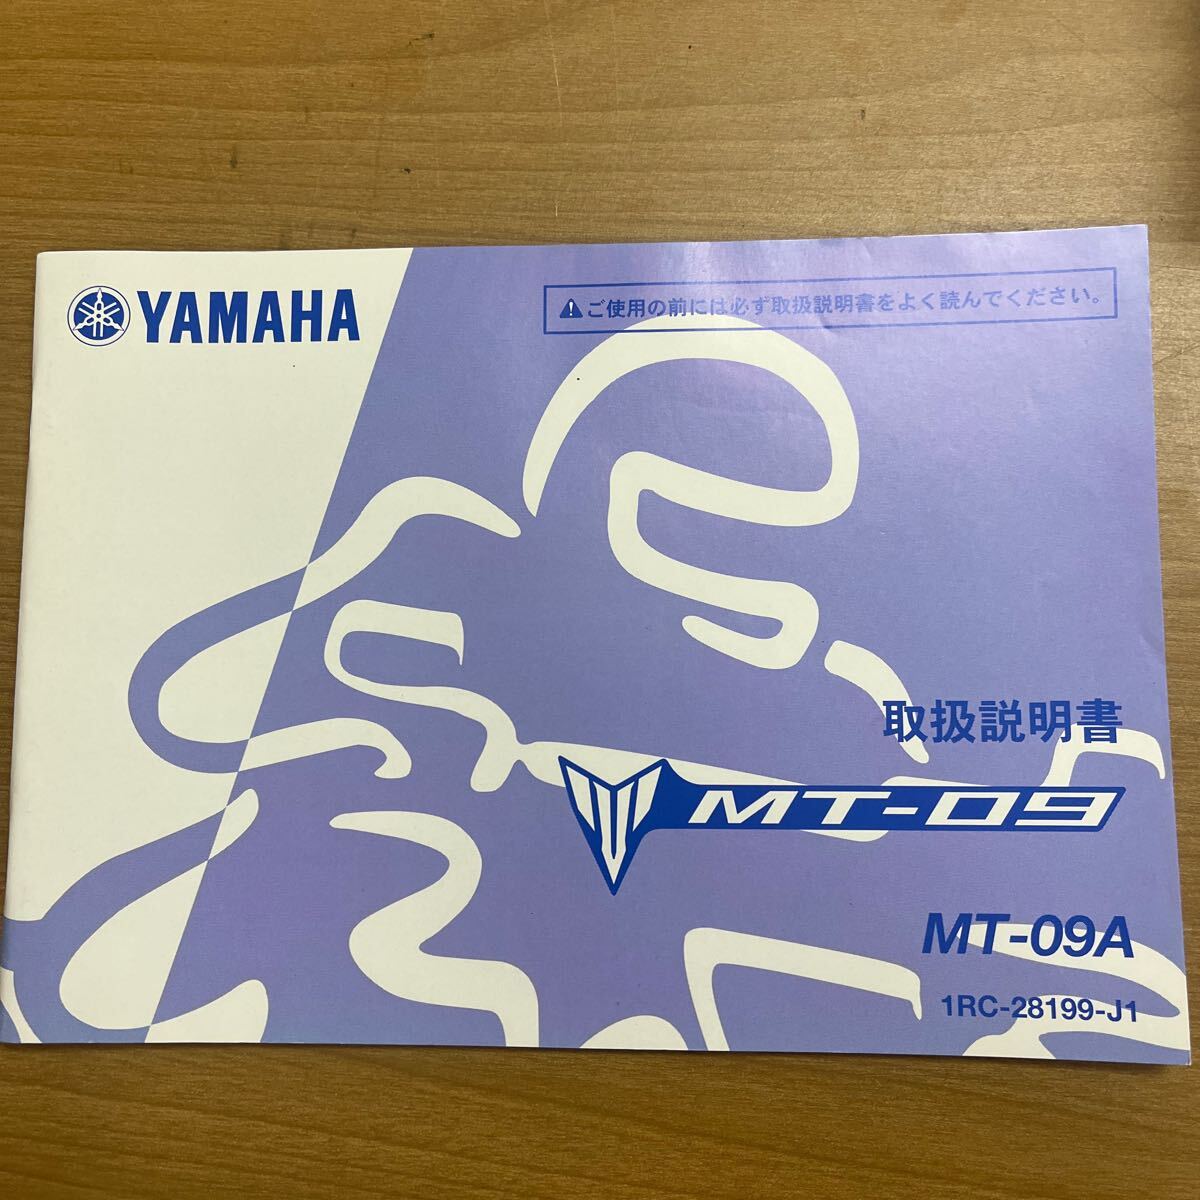 YAMAHA
⚠ご使用の前には必ず取扱説明書をよく読んでください。
取扱説明書
MT-09
MT-09A
1RC-28199-J1